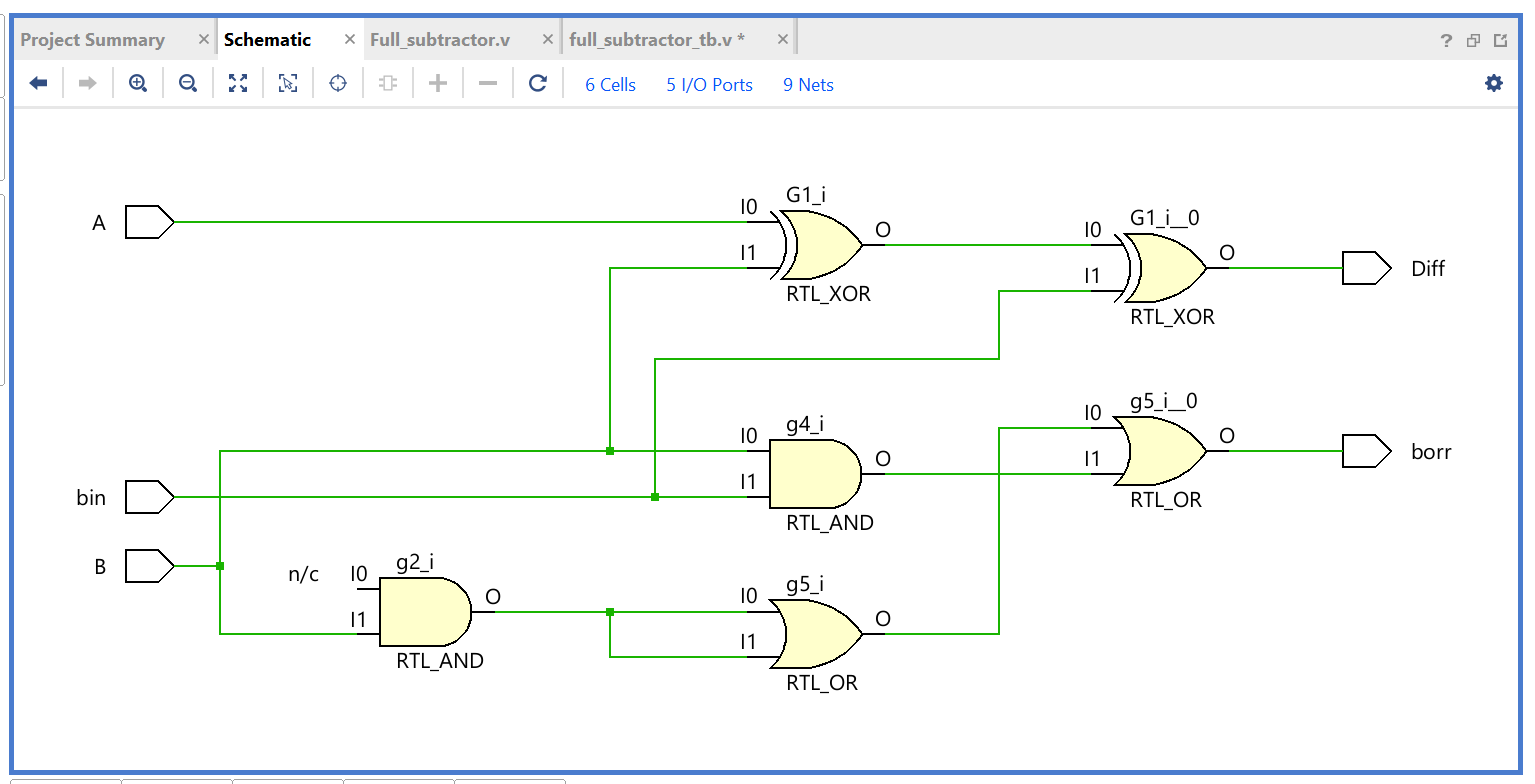 Project Summary × Schematic × Full_subtractor.v × full_subtractor_tb.v * × ?
6 Cells 5 I/O Ports 9 Nets
G1_i
I0
A
O
I1
RTL_XOR
G1_i__0
I0
O
I1
Diff
RTL_XOR
g4_i
I0
O
I1
bin
RTL_AND
g5_i__0
I0
O
I1
borr
RTL_OR
B
g2_i
n/c I0
O
I1
RTL_AND
g5_i
I0
O
I1
RTL_OR